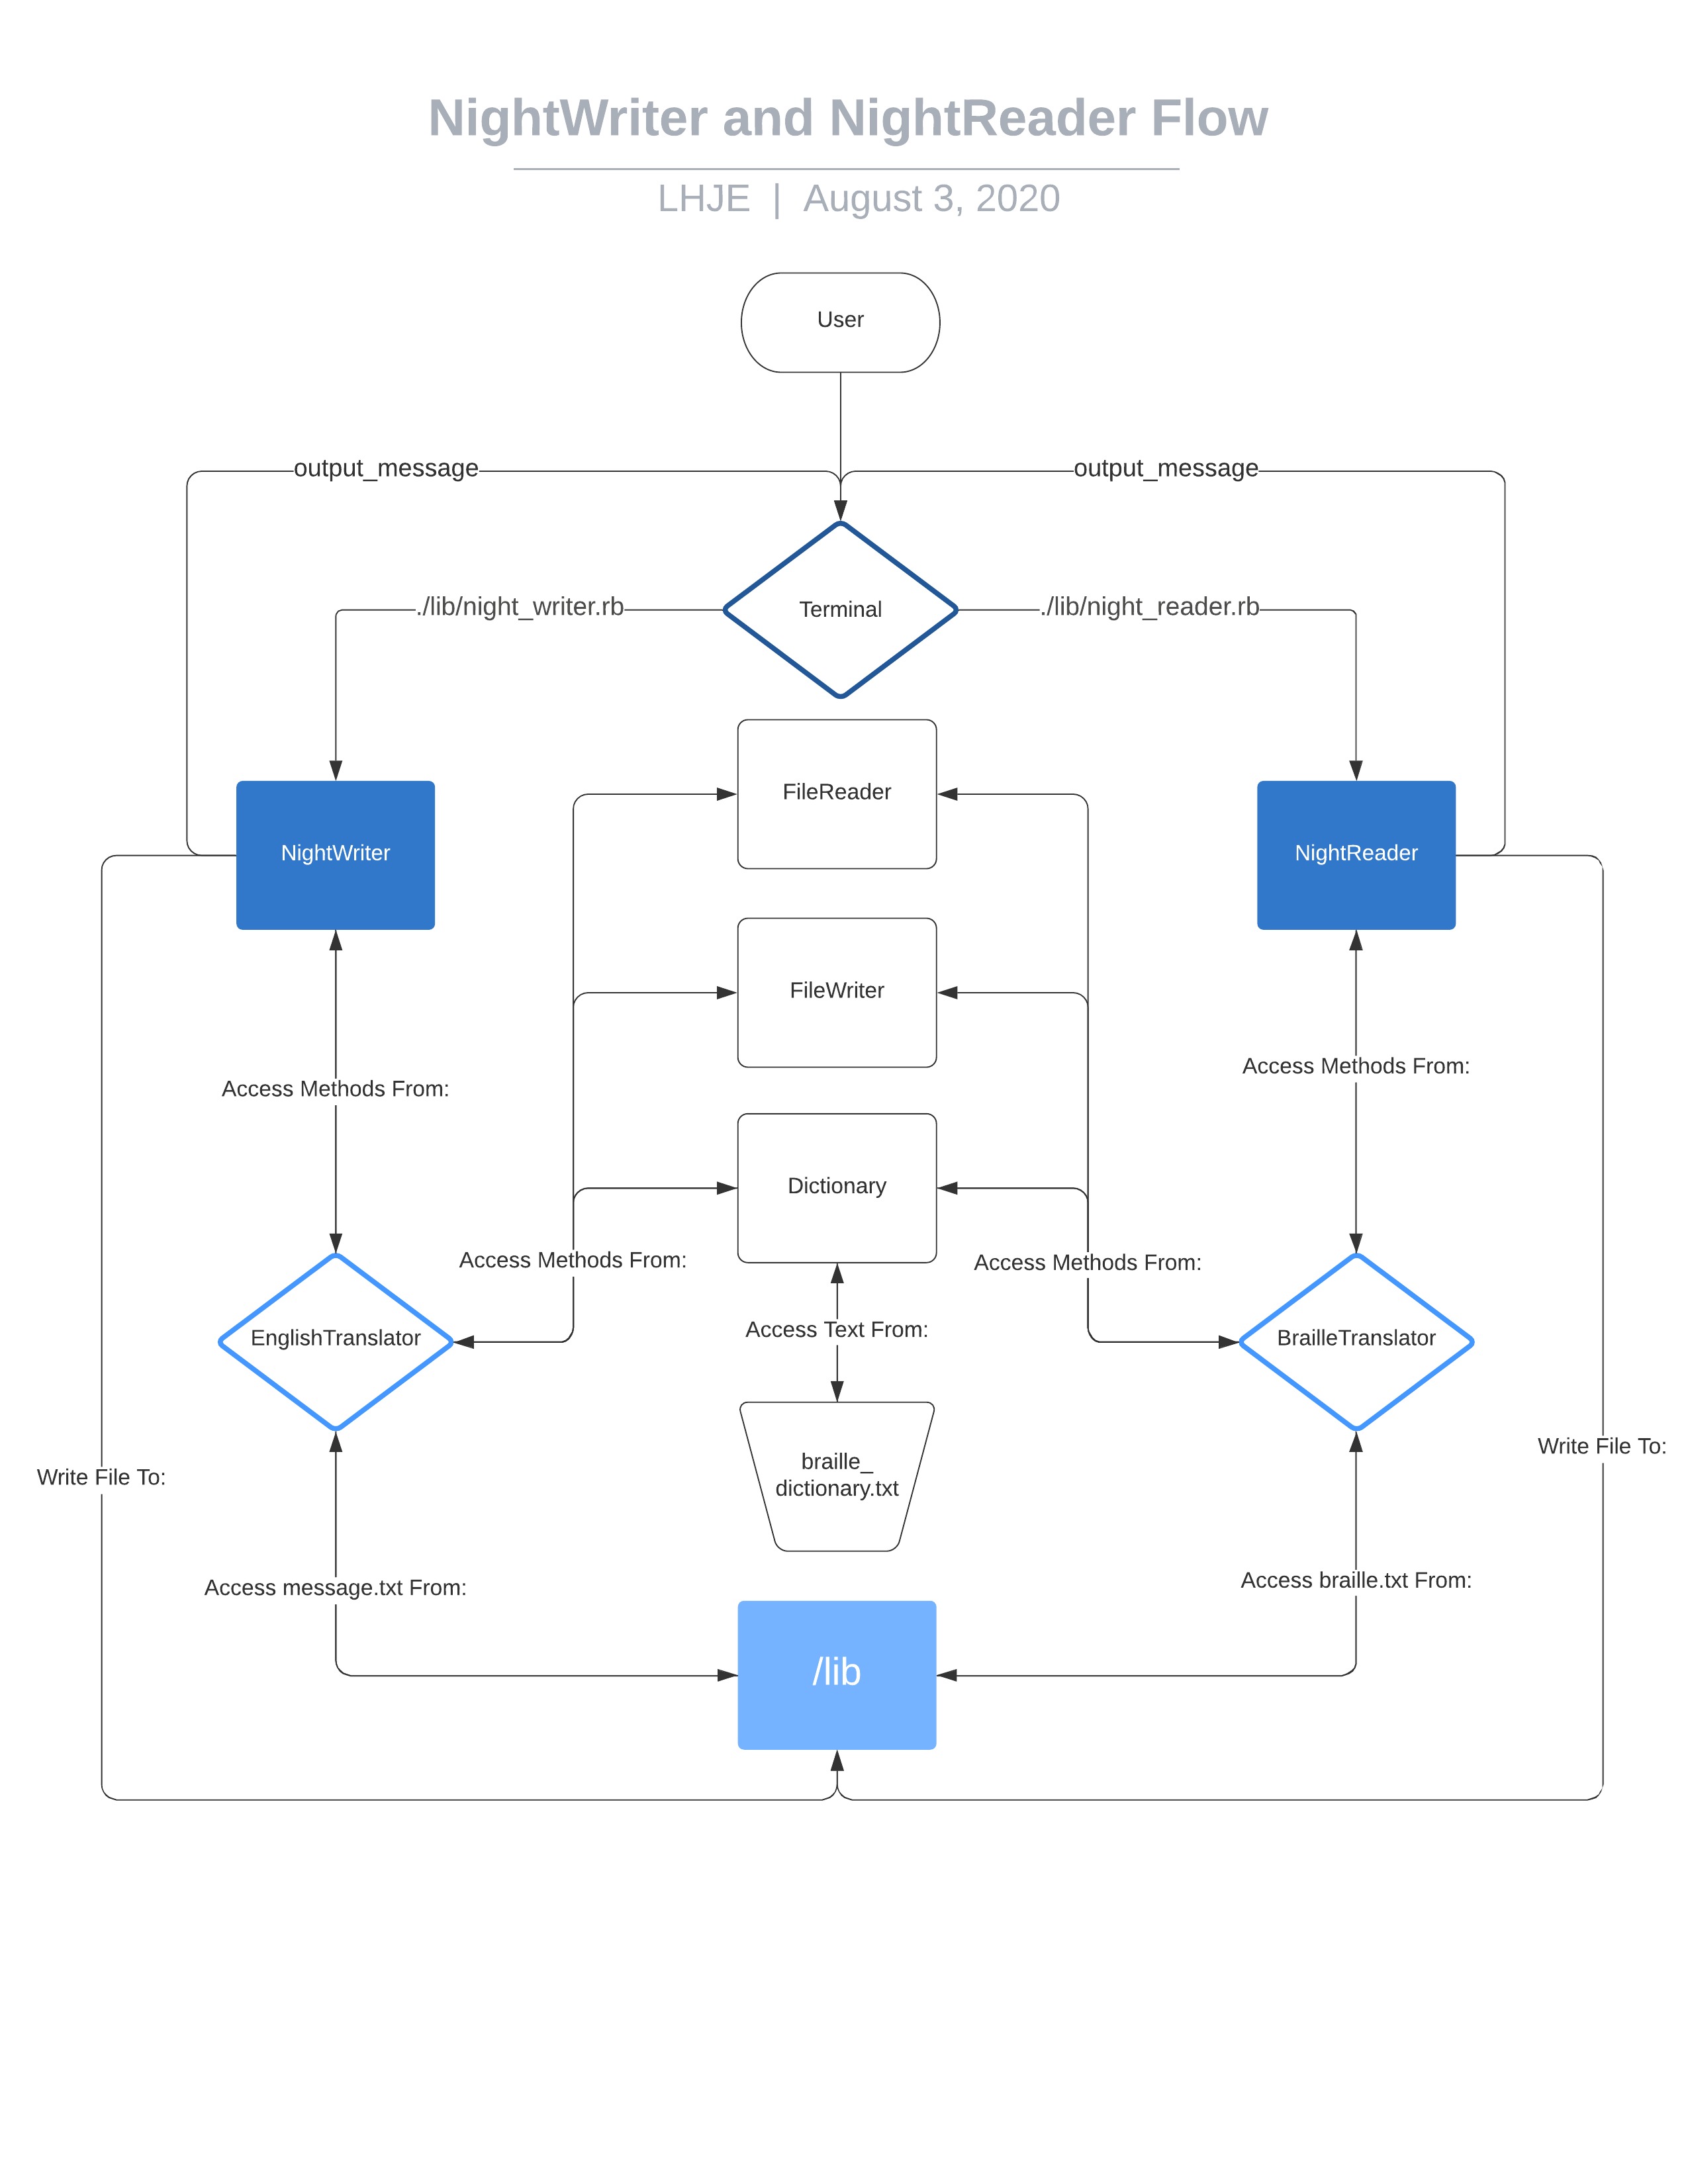 NightWriter and NightReader Flow
LHJE | August 3, 2020
User
output_message
output_message
./lib/night_writer.rb
Terminal
./lib/night_reader.rb
FileReader
NightWriter
NightReader
FileWriter
Access Methods From:
Access Methods From:
Dictionary
Access Methods From:
Access Methods From:
Access Text From:
EnglishTranslator
BrailleTranslator
Write File To:
braille_
dictionary.txt
Write File To:
Access message.txt From:
Access braille.txt From:
/lib